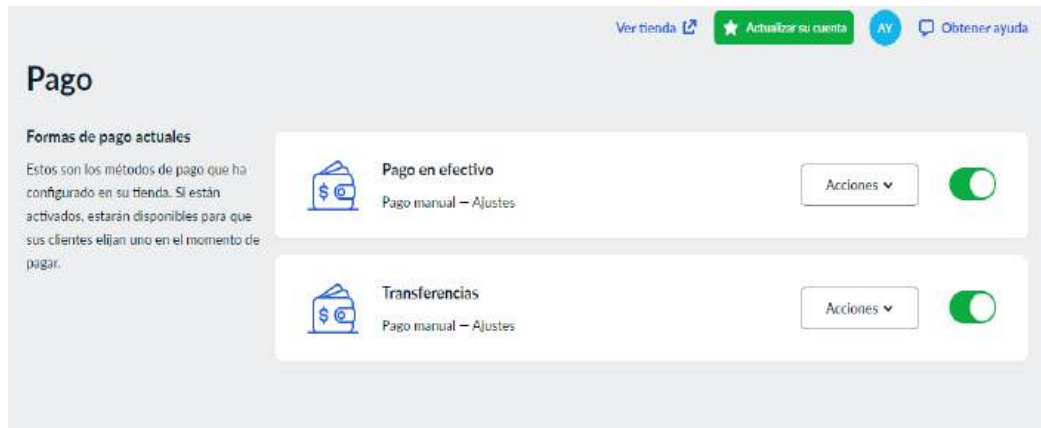 Ver tienda
Actualizar su cuenta
AY
Obtener ayuda
Pago
Formas de pago actuales
Estos son los métodos de pago que ha
configurado en su tienda. Si están
activados, estarán disponibles para que
sus clientes elijan uno en el momento de
pagar.
Pago en efectivo
Pago manual — Ajustes
Acciones
Transferencias
Pago manual — Ajustes
Acciones